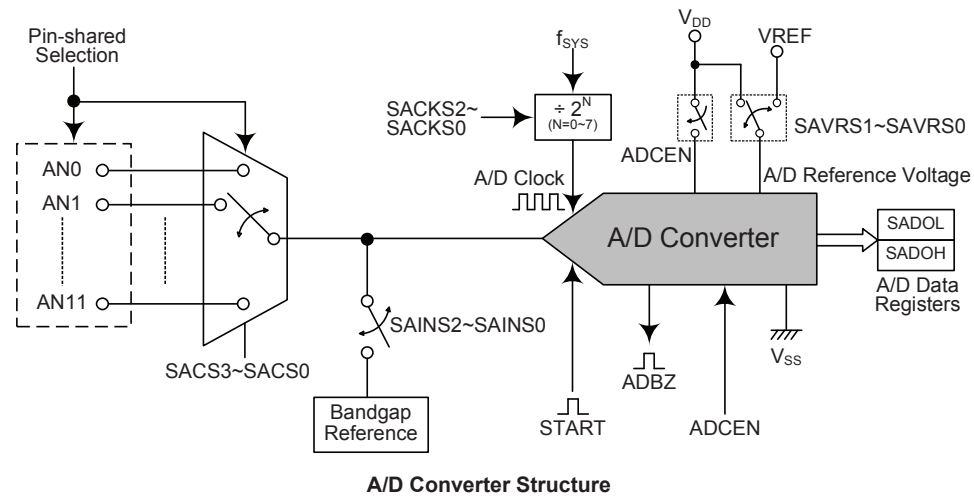 Pin-shared
Selection
AN0
AN1
AN11
SACS3~SACS0
fSYS
SACKS2~
SACKS0
÷ 2^N
(N=0~7)
A/D Clock
VDD
VREF
ADCEN
SAVRS1~SAVRS0
A/D Reference Voltage
A/D Converter
SADOL
SADOH
A/D Data
Registers
SAINS2~SAINS0
Bandgap
Reference
START
ADBZ
ADCEN
VSS
A/D Converter Structure